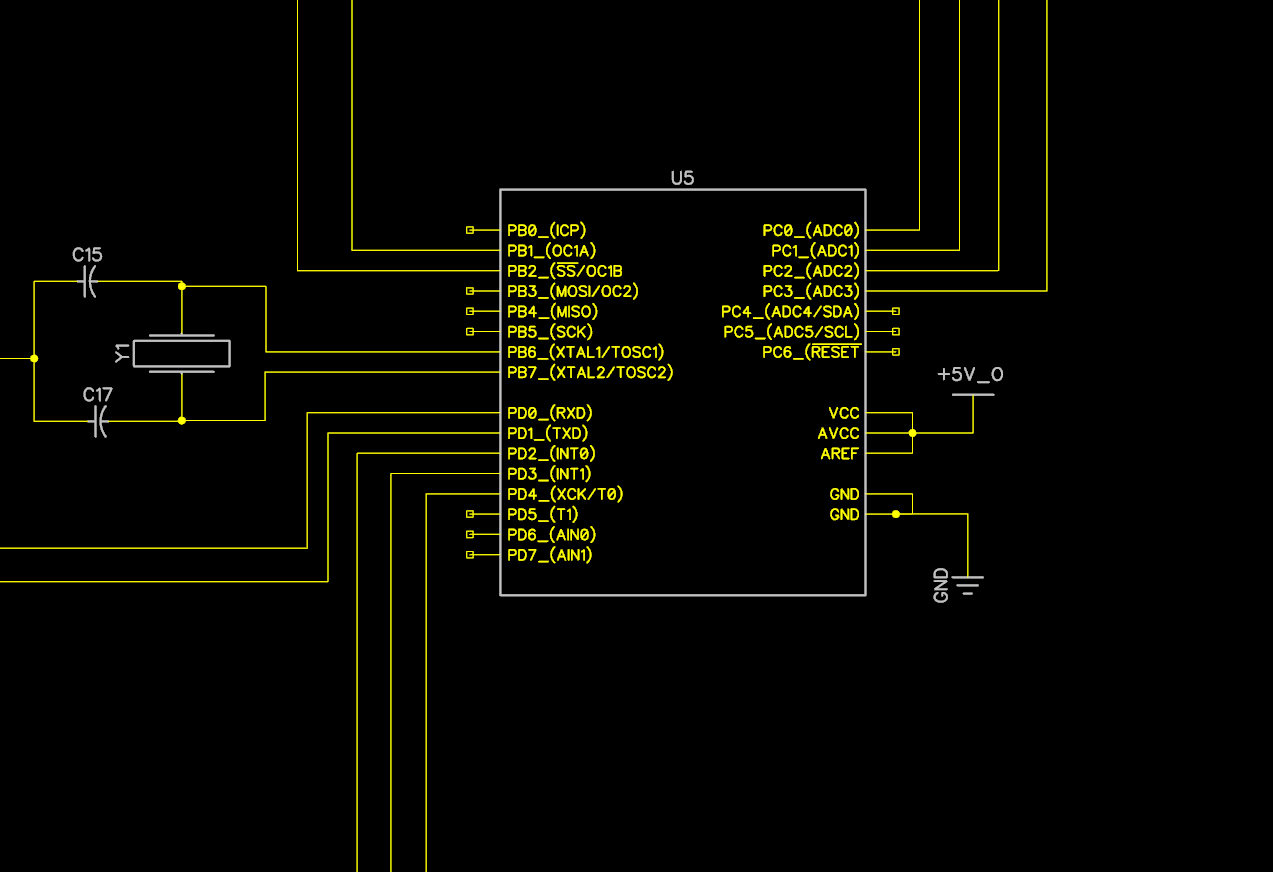 U5
PB0_(ICP)
PB1_(OC1A)
PB2_(SS/OC1B
PB3_(MOSI/OC2)
PB4_(MISO)
PB5_(SCK)
PB6_(XTAL1/TOSC1)
PB7_(XTAL2/TOSC2)
PD0_(RXD)
PD1_(TXD)
PD2_(INT0)
PD3_(INT1)
PD4_(XCK/T0)
PD5_(T1)
PD6_(AIN0)
PD7_(AIN1)
PC0_(ADC0)
PC1_(ADC1)
PC2_(ADC2)
PC3_(ADC3)
PC4_(ADC4/SDA)
PC5_(ADC5/SCL)
PC6_(RESET
VCC
AVCC
AREF
GND
GND
C15
Y1
C17
+5V_O
GND